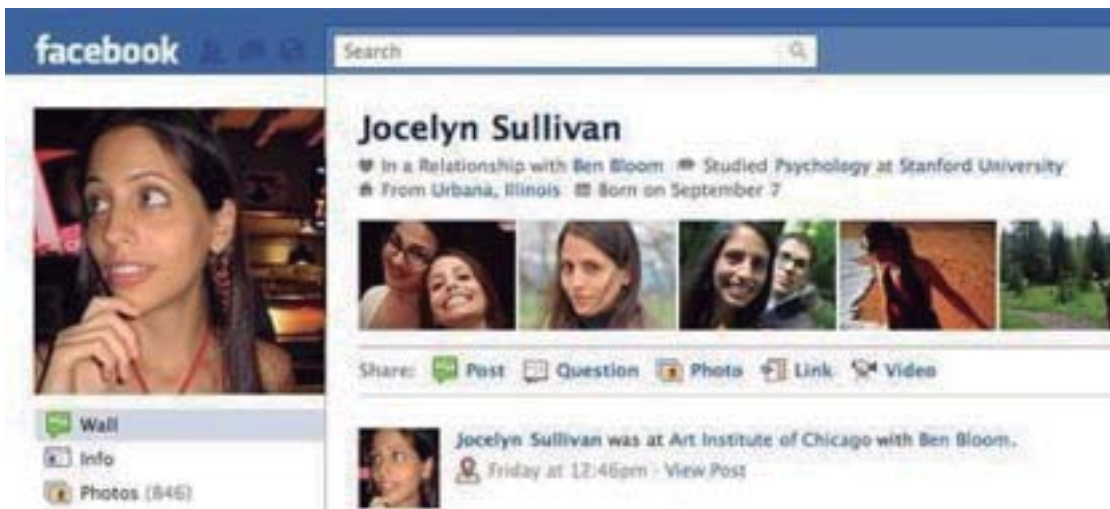 facebook
Search
Jocelyn Sullivan
In a Relationship with Ben Bloom Studied Psychology at Stanford University
From Urbana, Illinois Born on September 7
Share: Post Question Photo Link Video
Wall
Info
Photos (846)
Jocelyn Sullivan was at Art Institute of Chicago with Ben Bloom.
Friday at 12:46pm · View Post